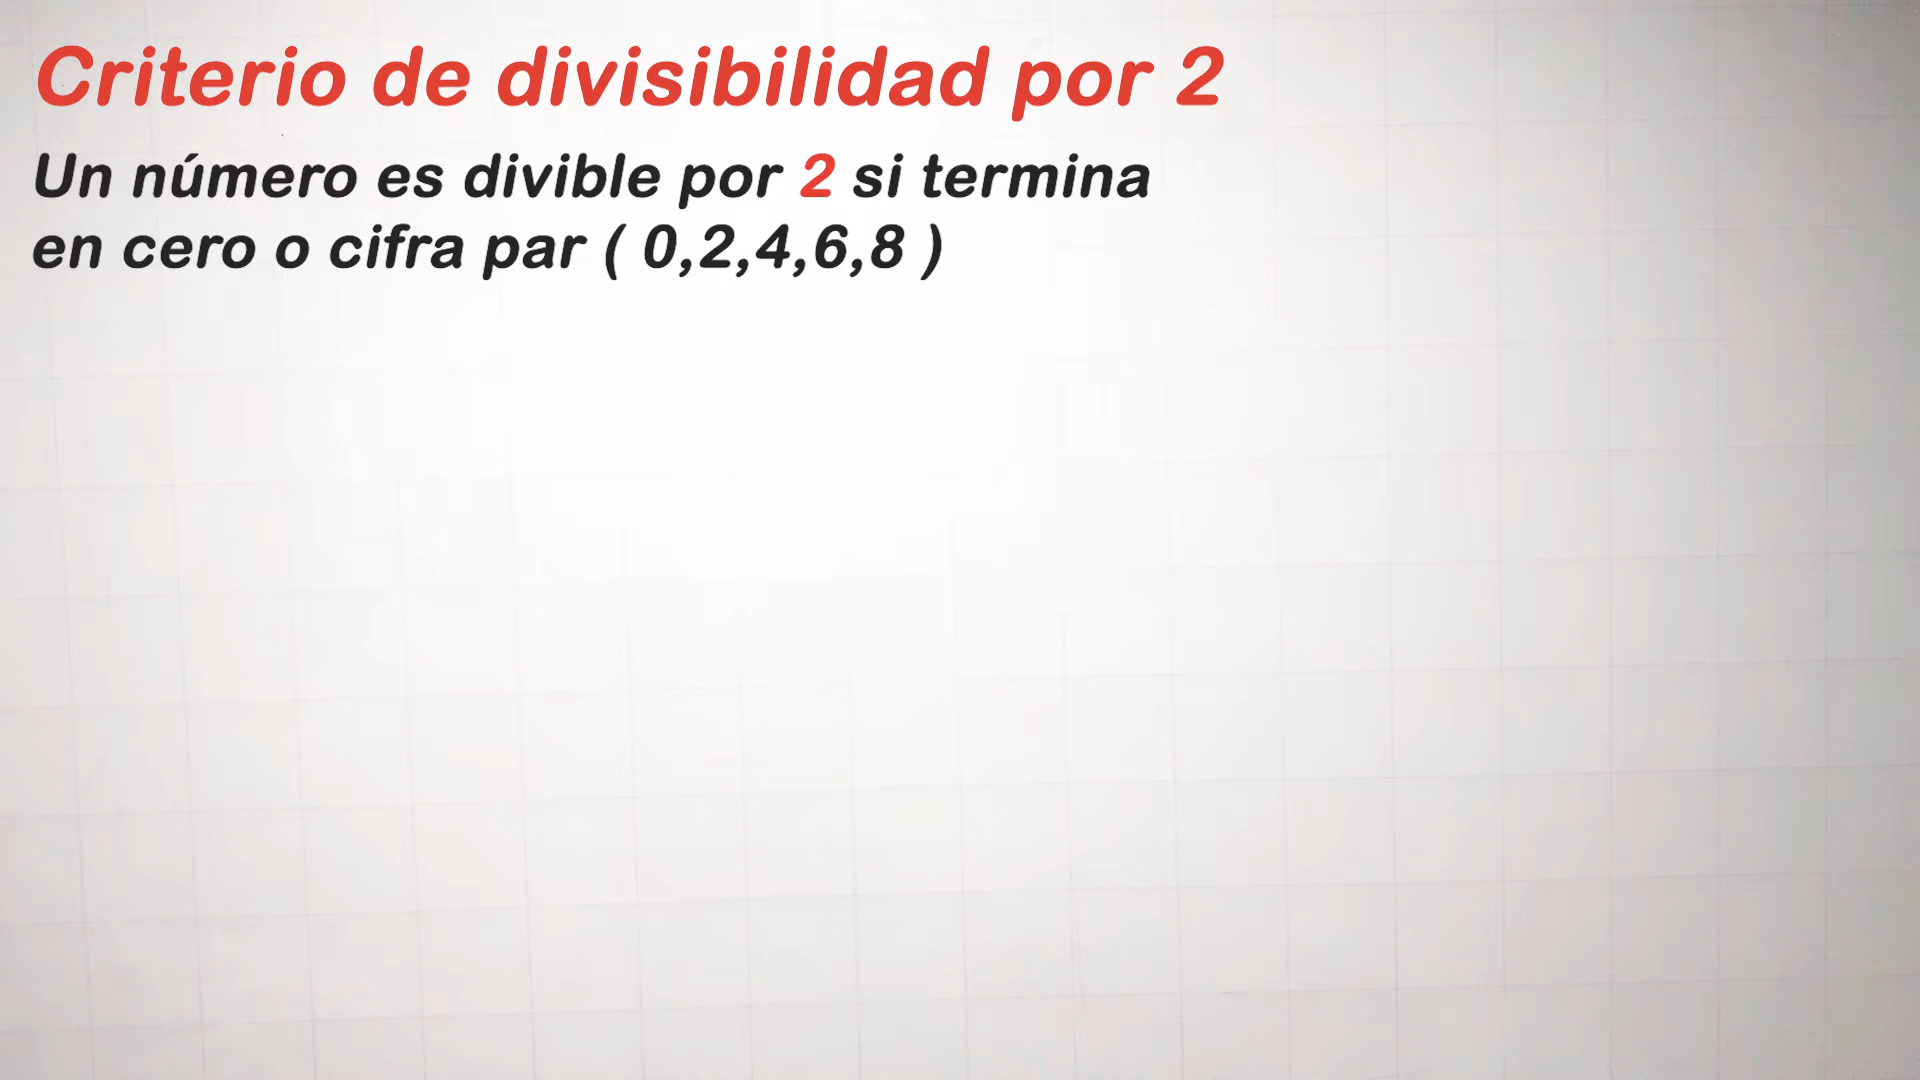 Criterio de divisibilidad por 2
Un número es divible por 2 si termina
en cero o cifra par ( 0,2,4,6,8 )